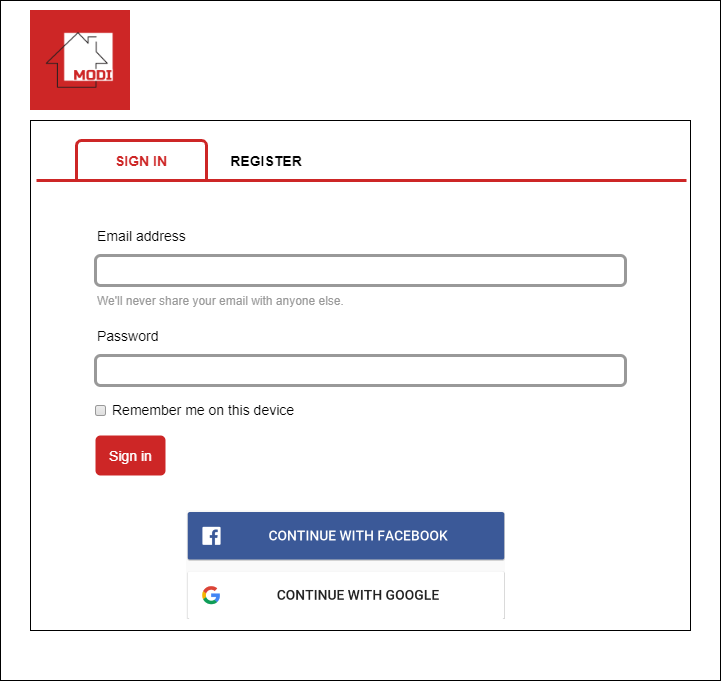 MODI
SIGN IN
REGISTER
Email address
We'll never share your email with anyone else.
Password
Remember me on this device
Sign in
CONTINUE WITH FACEBOOK
CONTINUE WITH GOOGLE